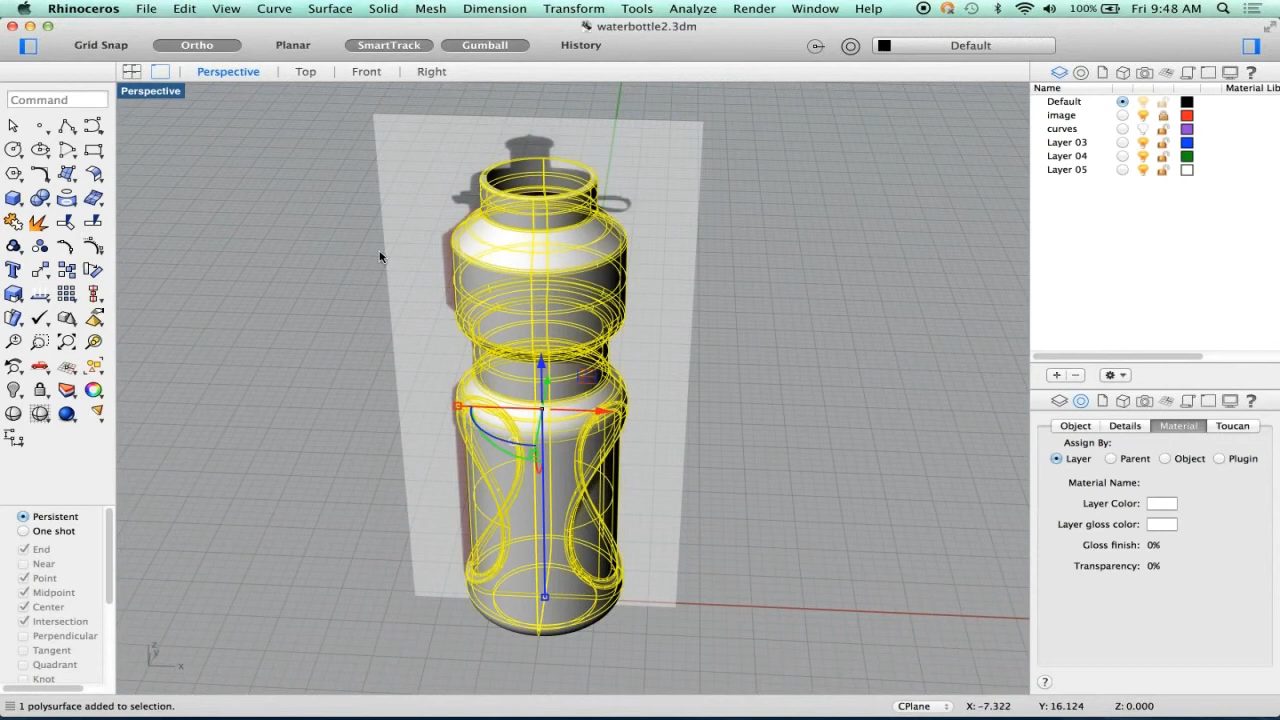 Rhinoceros File Edit View Curve Surface Solid Mesh Dimension Transform Tools Analyze Render Window Help 100% Fri 9:48 AM
waterbottle2.3dm
Grid Snap Ortho Planar SmartTrack Gumball History Default
Perspective Top Front Right
Perspective
Command
Name Material Lib
Default
image
curves
Layer 03
Layer 04
Layer 05
Object Details Material Toucan
Assign By:
Layer Parent Object Plugin
Material Name:
Layer Color:
Layer gloss color:
Gloss finish: 0%
Transparency: 0%
Persistent
One shot
End
Near
Point
Midpoint
Center
Intersection
Perpendicular
Tangent
Quadrant
Knot
z
y
x
1 polysurface added to selection. CPlane X: -7.322 Y: 16.124 Z: 0.000